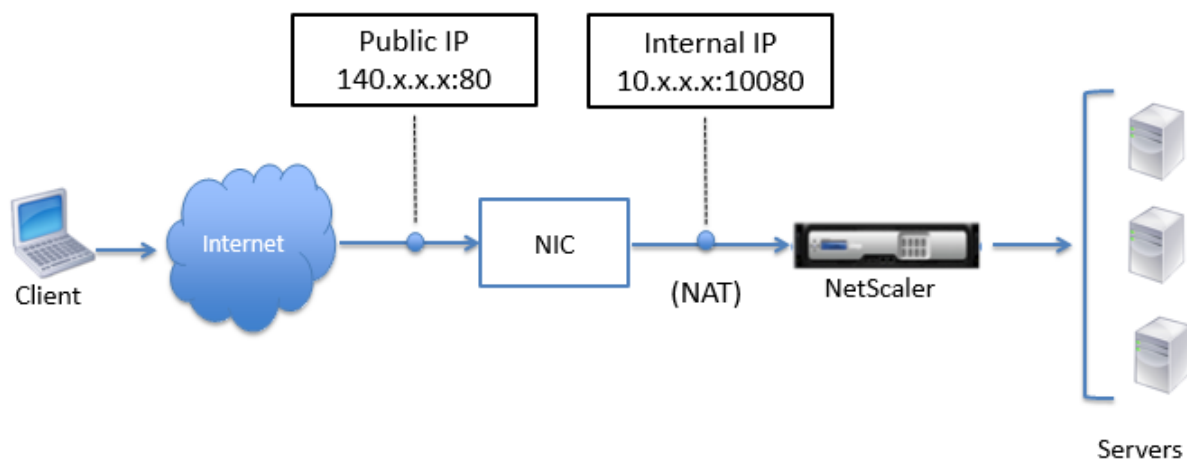 Public IP
140.x.x.x:80
Internal IP
10.x.x.x:10080
Internet
NIC
(NAT)
NetScaler
Client
Servers